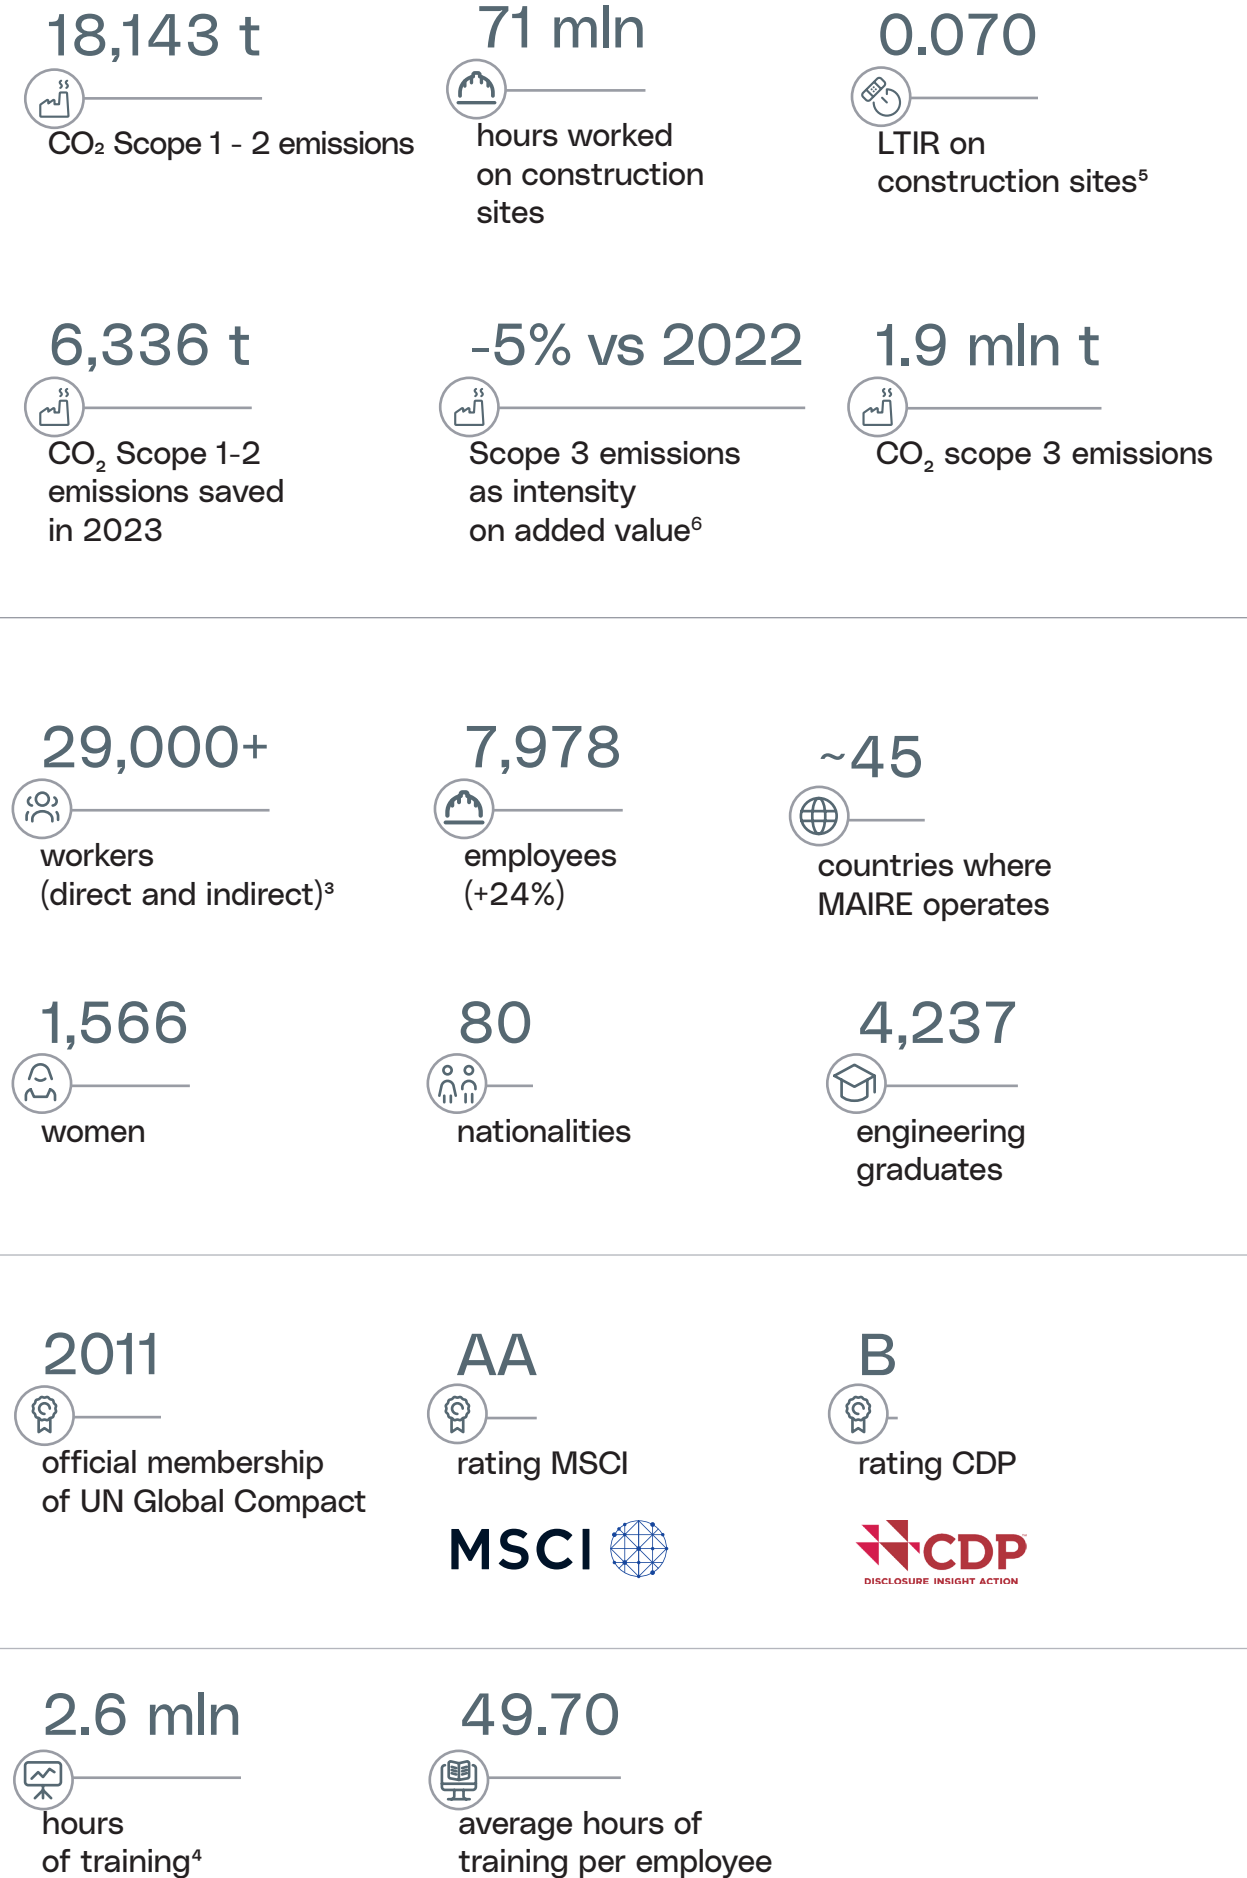 18,143 t
CO₂ Scope 1 - 2 emissions
71 mln
hours worked
on construction
sites
0.070
LTIR on
construction sites⁵
6,336 t
CO₂ Scope 1-2
emissions saved
in 2023
-5% vs 2022
Scope 3 emissions
as intensity
on added value⁶
1.9 mln t
CO₂ scope 3 emissions
29,000+
workers
(direct and indirect)³
7,978
employees
(+24%)
~45
countries where
MAIRE operates
1,566
women
80
nationalities
4,237
engineering
graduates
2011
official membership
of UN Global Compact
AA
rating MSCI
MSCI
B
rating CDP
CDP
DISCLOSURE INSIGHT ACTION
2.6 mln
hours
of training⁴
49.70
average hours of
training per employee